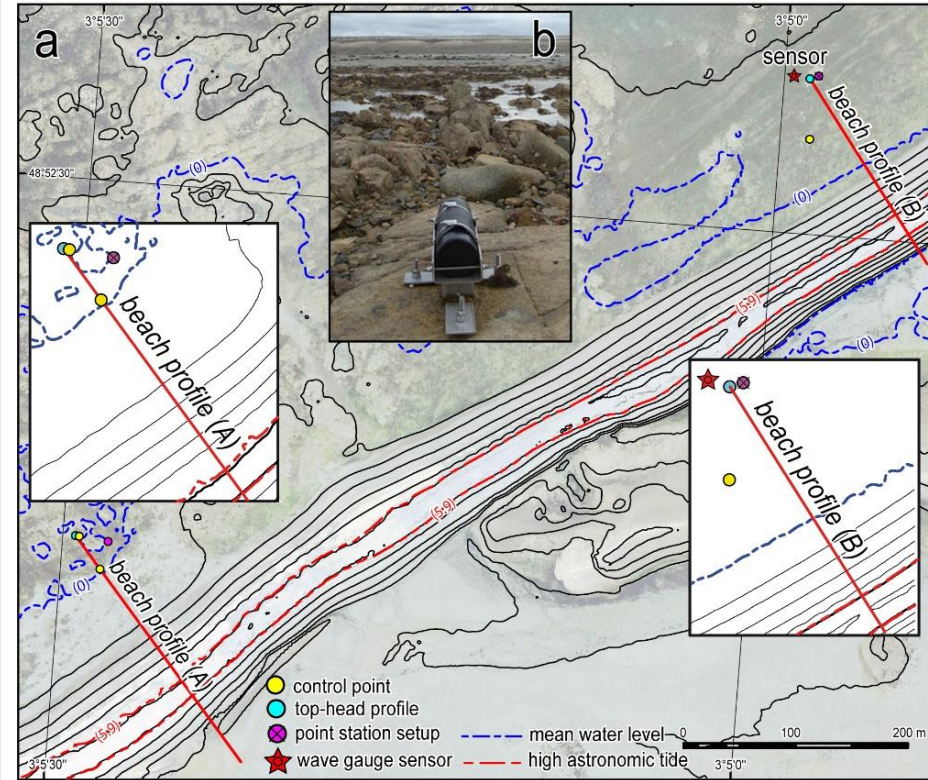 a
b
3°5'30"
3°5'0"
sensor
48°52'30"
(0)
(0)
beach profile (B)
beach profile (A)
(5.9)
(0)
beach profile (B)
(0)
beach profile (A)
(5.9)
(5.9)
control point
top-head profile
point station setup
wave gauge sensor
mean water level
high astronomic tide
0 100 200 m
3°5'30"
3°5'0"